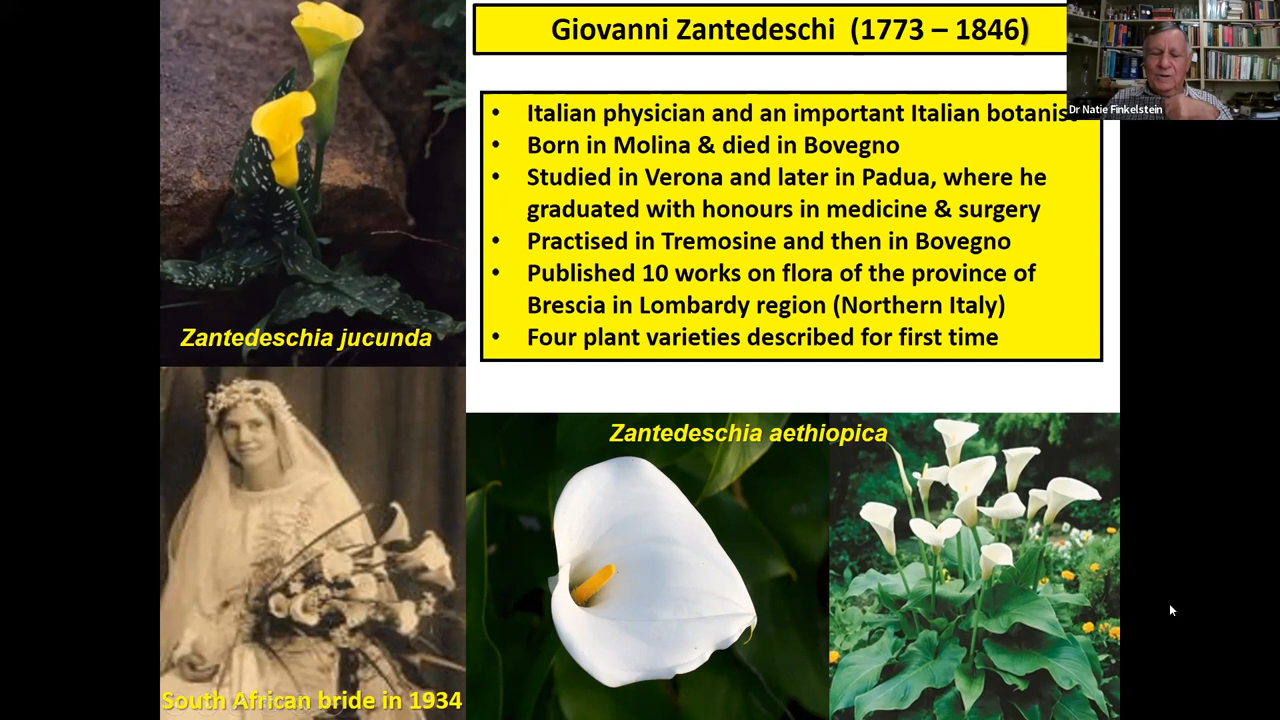 Giovanni Zantedeschi (1773 – 1846)
Dr Natie Finkelstein
• Italian physician and an important Italian botanist
• Born in Molina & died in Bovegno
• Studied in Verona and later in Padua, where he
graduated with honours in medicine & surgery
• Practised in Tremosine and then in Bovegno
• Published 10 works on flora of the province of
Brescia in Lombardy region (Northern Italy)
• Four plant varieties described for first time
Zantedeschia jucunda
Zantedeschia aethiopica
South African bride in 1934